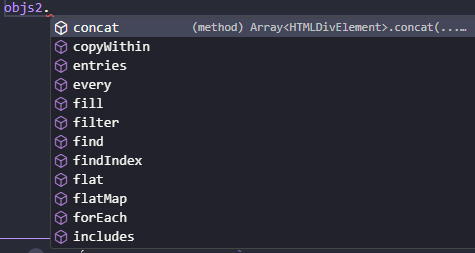 objs2.
concat (method) Array<HTMLDivElement>.concat(...…
copyWithin
entries
every
fill
filter
find
findIndex
flat
flatMap
forEach
includes